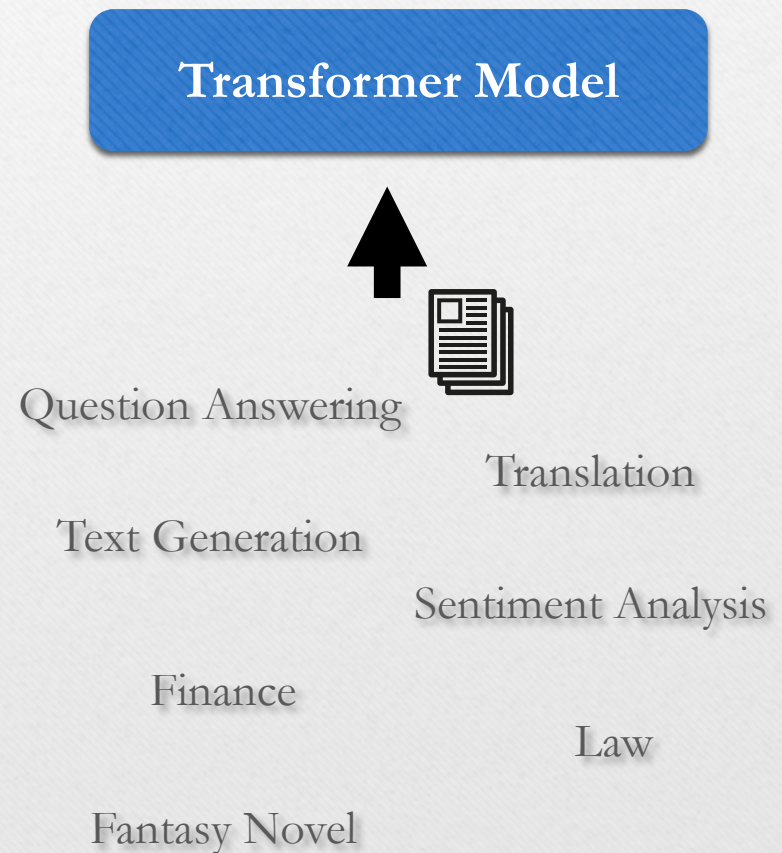 Transformer Model
Question Answering
Translation
Text Generation
Sentiment Analysis
Finance
Law
Fantasy Novel